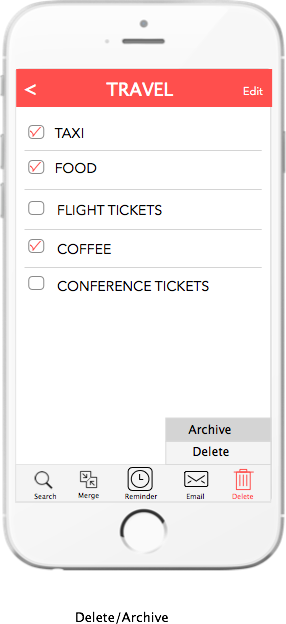 < TRAVEL Edit
TAXI
FOOD
FLIGHT TICKETS
COFFEE
CONFERENCE TICKETS
Archive
Delete
Search Merge Reminder Email Delete
Delete/Archive